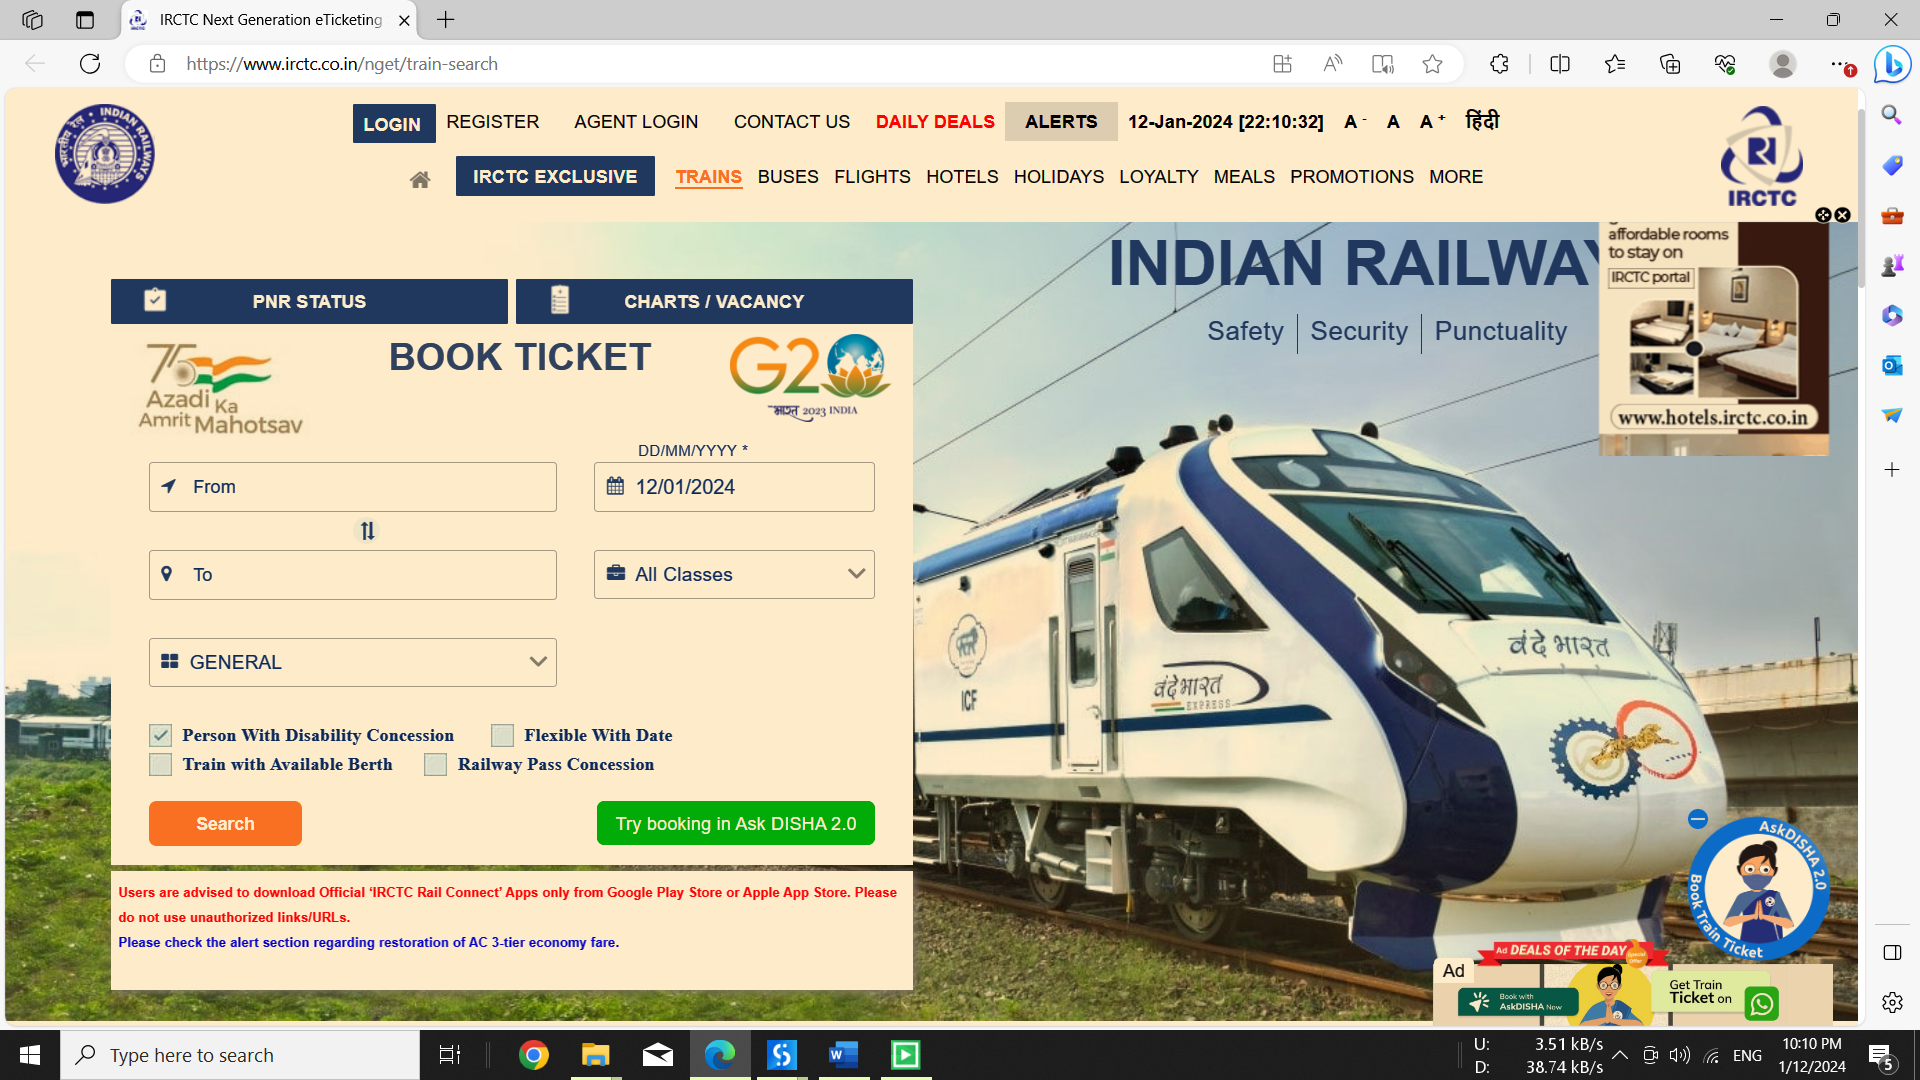 IRCTC Next Generation eTicketing
https://www.irctc.co.in/nget/train-search
LOGIN REGISTER AGENT LOGIN CONTACT US DAILY DEALS ALERTS 12-Jan-2024 [22:10:32] A - A A + हिंदी
IRCTC EXCLUSIVE TRAINS BUSES FLIGHTS HOTELS HOLIDAYS LOYALTY MEALS PROMOTIONS MORE
INDIAN RAILWAYS
भारतीय रेल
IRCTC
INDIAN RAILWAY
Safety | Security | Punctuality
affordable rooms
to stay on
IRCTC portal
www.hotels.irctc.co.in
PNR STATUS
CHARTS / VACANCY
75
Azadi Ka
Amrit Mahotsav
BOOK TICKET
G20
भारत 2023 INDIA
DD/MM/YYYY *
From
12/01/2024
To
All Classes
GENERAL
Person With Disability Concession
Flexible With Date
Train with Available Berth
Railway Pass Concession
Search
Try booking in Ask DISHA 2.0
Users are advised to download Official ‘IRCTC Rail Connect’ Apps only from Google Play Store or Apple App Store. Please
do not use unauthorized links/URLs.
Please check the alert section regarding restoration of AC 3-tier economy fare.
ICF
वंदे भारत
EXPRESS
वंदे भारत
AskDISHA 2.0
Book Train Ticket
Ad
Ad DEALS OF THE DAY
Special
Offer
Book with
AskDISHA Now
Get Train
Ticket on
Type here to search
U: 3.51 kB/s
D: 38.74 kB/s
ENG
10:10 PM
1/12/2024
5